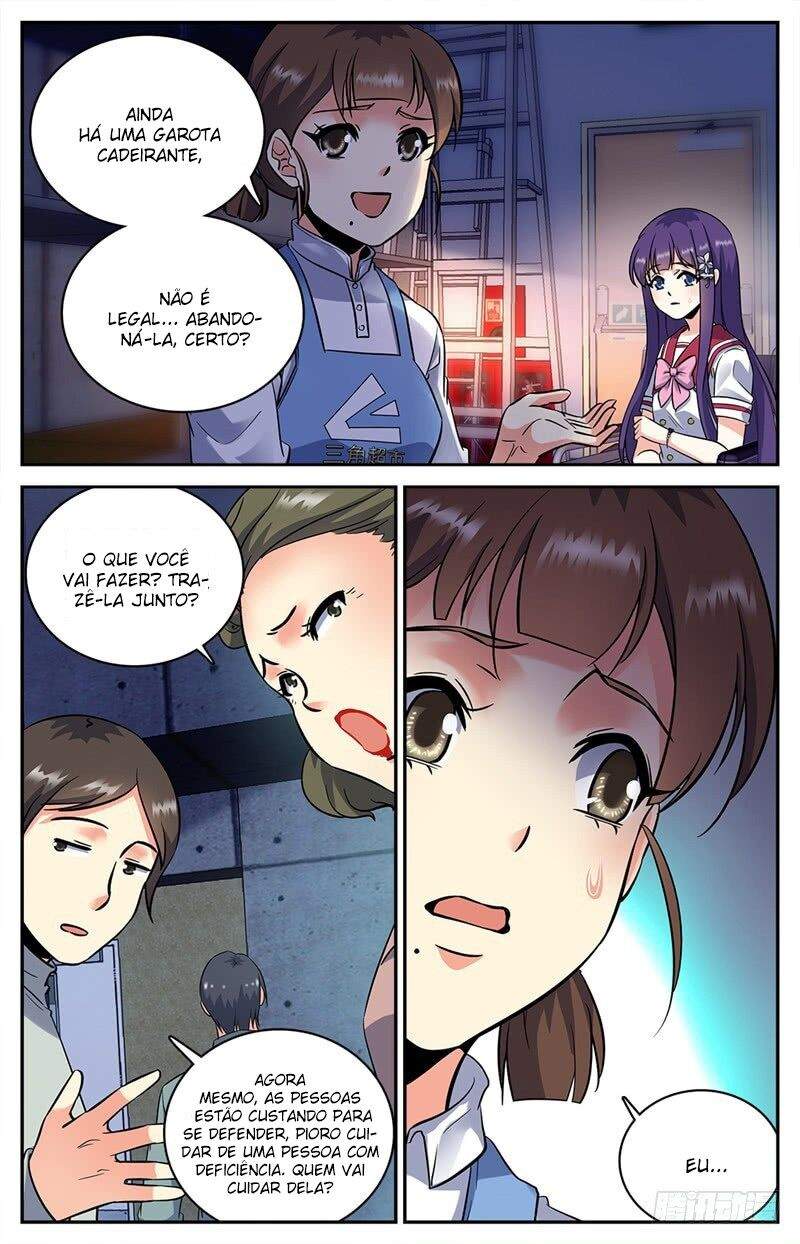 AINDA
HÁ UMA GAROTA
CADEIRANTE,
NÃO É
LEGAL... ABANDO-
NÁ-LA, CERTO?
三角超市
O QUE VOCÊ
VAI FAZER? TRA-
ZÊ-LA JUNTO?
AGORA
MESMO, AS PESSOAS
ESTÃO CUSTANDO PARA
SE DEFENDER, PIORO CUI-
DAR DE UMA PESSOA COM
DEFICIÊNCIA. QUEM VAI
CUIDAR DELA?
EU...
腾讯动漫